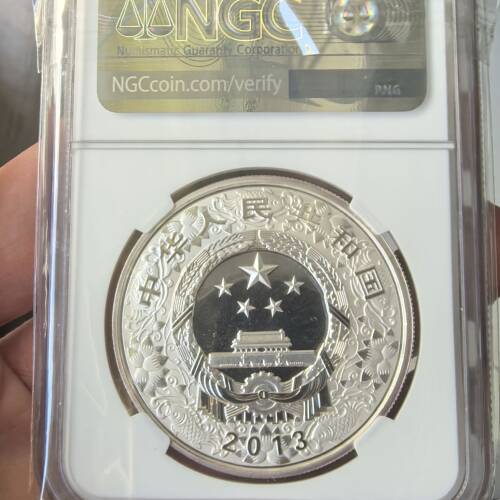 NGC
Numismatic Guaranty Corporation
NGCcoin.com/verify
PNG
中华人民共和国
2013